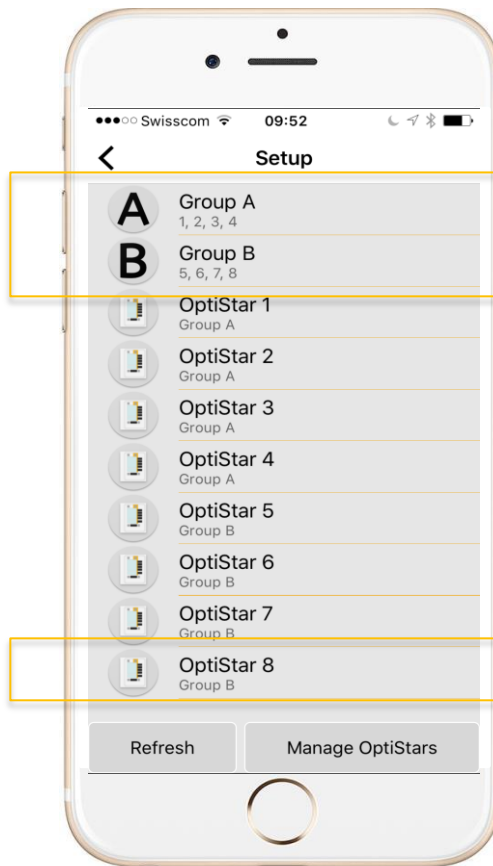 Swisscom 09:52
Setup
A Group A
1, 2, 3, 4
B Group B
5, 6, 7, 8
OptiStar 1
Group A
OptiStar 2
Group A
OptiStar 3
Group A
OptiStar 4
Group A
OptiStar 5
Group B
OptiStar 6
Group B
OptiStar 7
Group B
OptiStar 8
Group B
Refresh Manage OptiStars